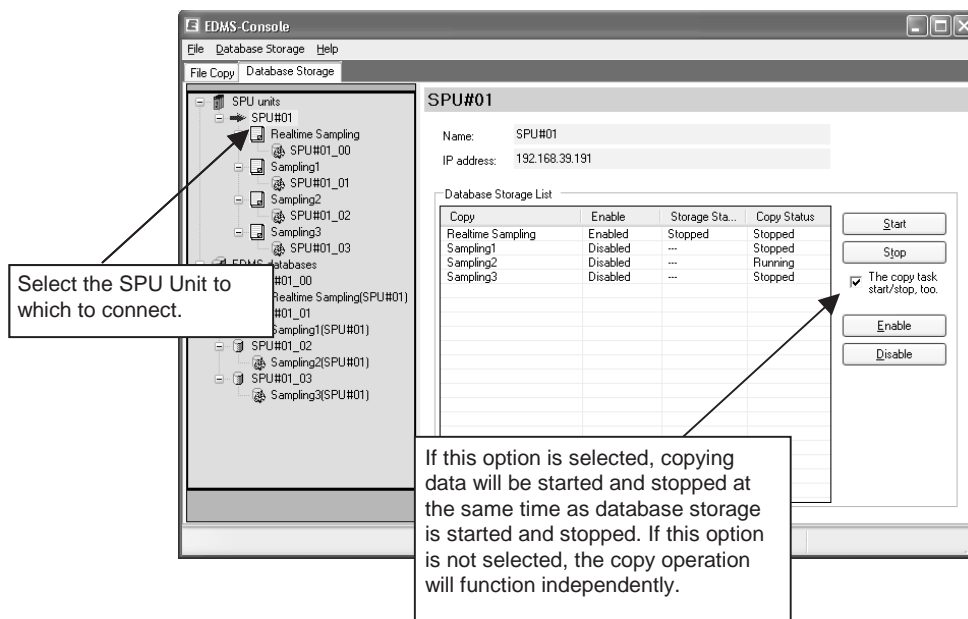 EDMS-Console
File Database Storage Help
File Copy Database Storage
SPU units
SPU#01
Realtime Sampling
SPU#01_00
Sampling1
SPU#01_01
Sampling2
SPU#01_02
Sampling3
SPU#01_03
EDMS databases
#01_00
Realtime Sampling(SPU#01)
#01_01
Sampling1(SPU#01)
SPU#01_02
Sampling2(SPU#01)
SPU#01_03
Sampling3(SPU#01)
SPU#01
Name: SPU#01
IP address: 192.168.39.191
Database Storage List
Copy Enable Storage Sta... Copy Status
Realtime Sampling Enabled Stopped Stopped
Sampling1 Disabled --- Stopped
Sampling2 Disabled --- Running
Sampling3 Disabled --- Stopped
Start
Stop
The copy task
start/stop, too.
Enable
Disable
Select the SPU Unit to
which to connect.
If this option is selected, copying
data will be started and stopped at
the same time as database storage
is started and stopped. If this option
is not selected, the copy operation
will function independently.